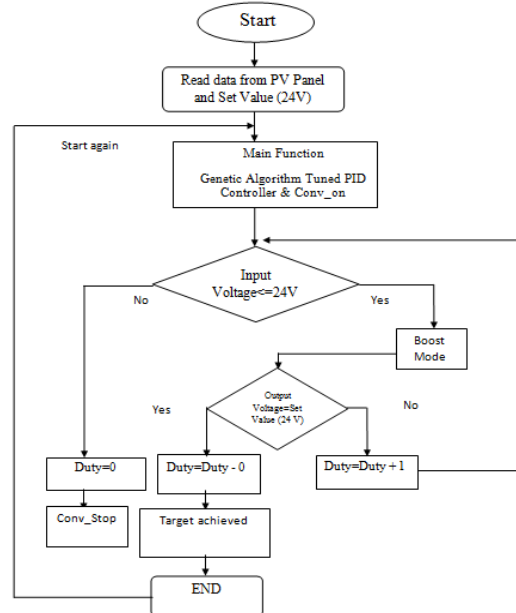 Start
Read data from PV Panel
and Set Value (24V)
Start again
Main Function
Genetic Algorithm Tuned PID
Controller & Conv_on
Input
Voltage<=24V
No
Yes
Boost
Mode
Output
Voltage=Set
Value (24 V)
Yes
No
Duty=0
Duty=Duty - 0
Duty=Duty + 1
Conv_Stop
Target achieved
END